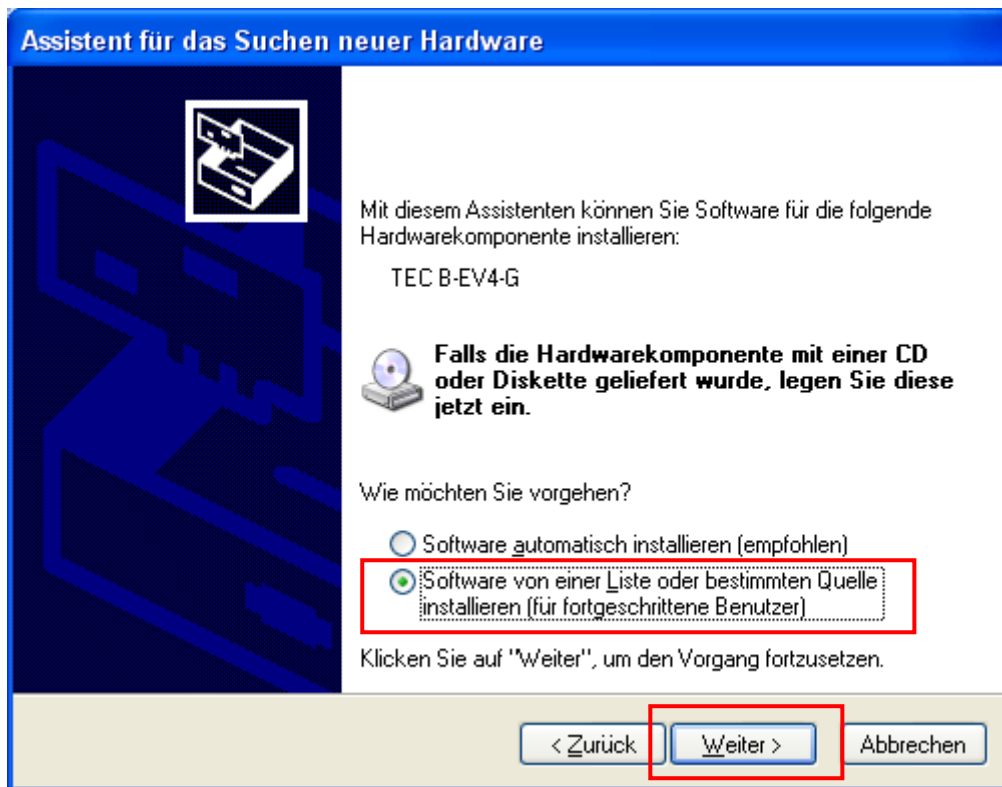 Assistent für das Suchen neuer Hardware
Mit diesem Assistenten können Sie Software für die folgende
Hardwarekomponente installieren:
TEC B-EV4-G
Falls die Hardwarekomponente mit einer CD
oder Diskette geliefert wurde, legen Sie diese
jetzt ein.
Wie möchten Sie vorgehen?
Software automatisch installieren (empfohlen)
Software von einer Liste oder bestimmten Quelle
installieren (für fortgeschrittene Benutzer)
Klicken Sie auf "Weiter", um den Vorgang fortzusetzen.
< Zurück Weiter > Abbrechen